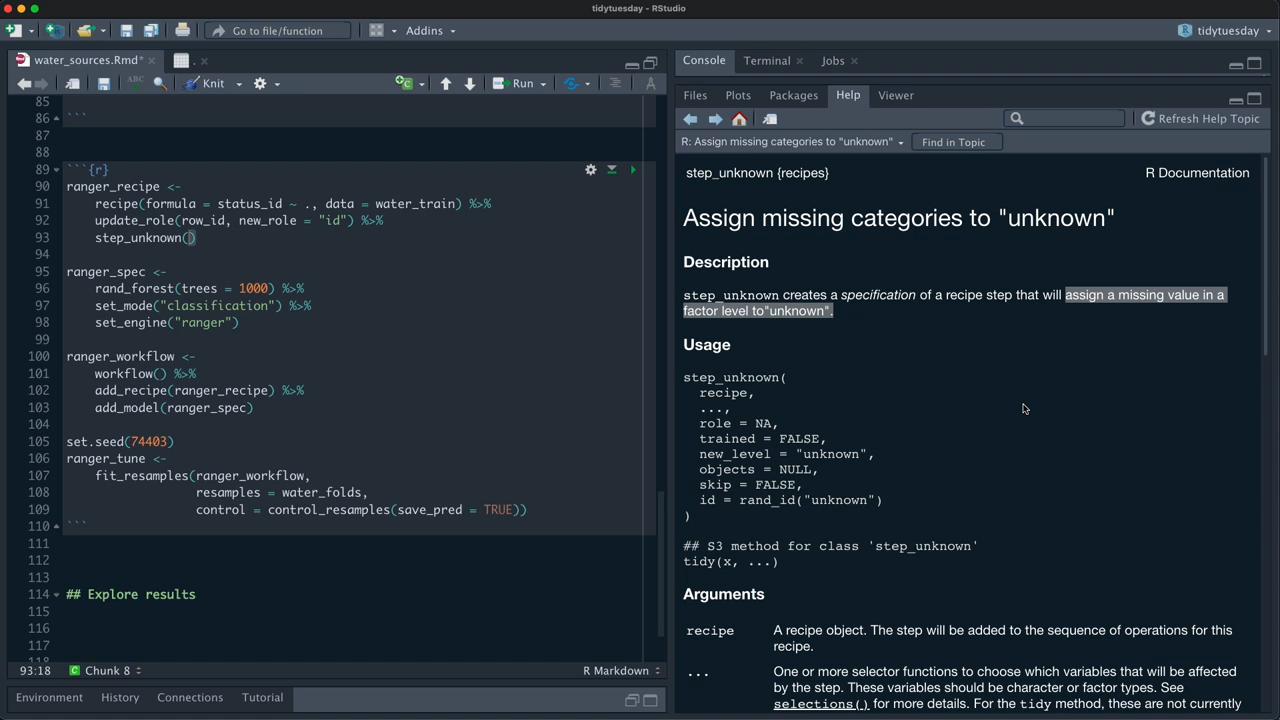 tidytuesday - RStudio
Go to file/function
Addins
tidytuesday
water_sources.Rmd*
.
ABC
Knit
Run
85
86 ```
87
88
89 ```{r}
90 ranger_recipe <-
91 recipe(formula = status_id ~ ., data = water_train) %>%
92 update_role(row_id, new_role = "id") %>%
93 step_unknown()
94
95 ranger_spec <-
96 rand_forest(trees = 1000) %>%
97 set_mode("classification") %>%
98 set_engine("ranger")
99
100 ranger_workflow <-
101 workflow() %>%
102 add_recipe(ranger_recipe) %>%
103 add_model(ranger_spec)
104
105 set.seed(74403)
106 ranger_tune <-
107 fit_resamples(ranger_workflow,
108 resamples = water_folds,
109 control = control_resamples(save_pred = TRUE))
110 ```
111
112
113
114 ## Explore results
115
116
117
118
93:18 C Chunk 8 R Markdown
Environment History Connections Tutorial
Console Terminal Jobs
Files Plots Packages Help Viewer
Refresh Help Topic
R: Assign missing categories to "unknown" Find in Topic
step_unknown {recipes} R Documentation
Assign missing categories to "unknown"
Description
step_unknown creates a specification of a recipe step that will assign a missing value in a
factor level to"unknown".
Usage
step_unknown(
recipe,
...,
role = NA,
trained = FALSE,
new_level = "unknown",
objects = NULL,
skip = FALSE,
id = rand_id("unknown")
)
## S3 method for class 'step_unknown'
tidy(x, ...)
Arguments
recipe A recipe object. The step will be added to the sequence of operations for this
recipe.
... One or more selector functions to choose which variables that will be affected
by the step. These variables should be character or factor types. See
selections() for more details. For the tidy method, these are not currently